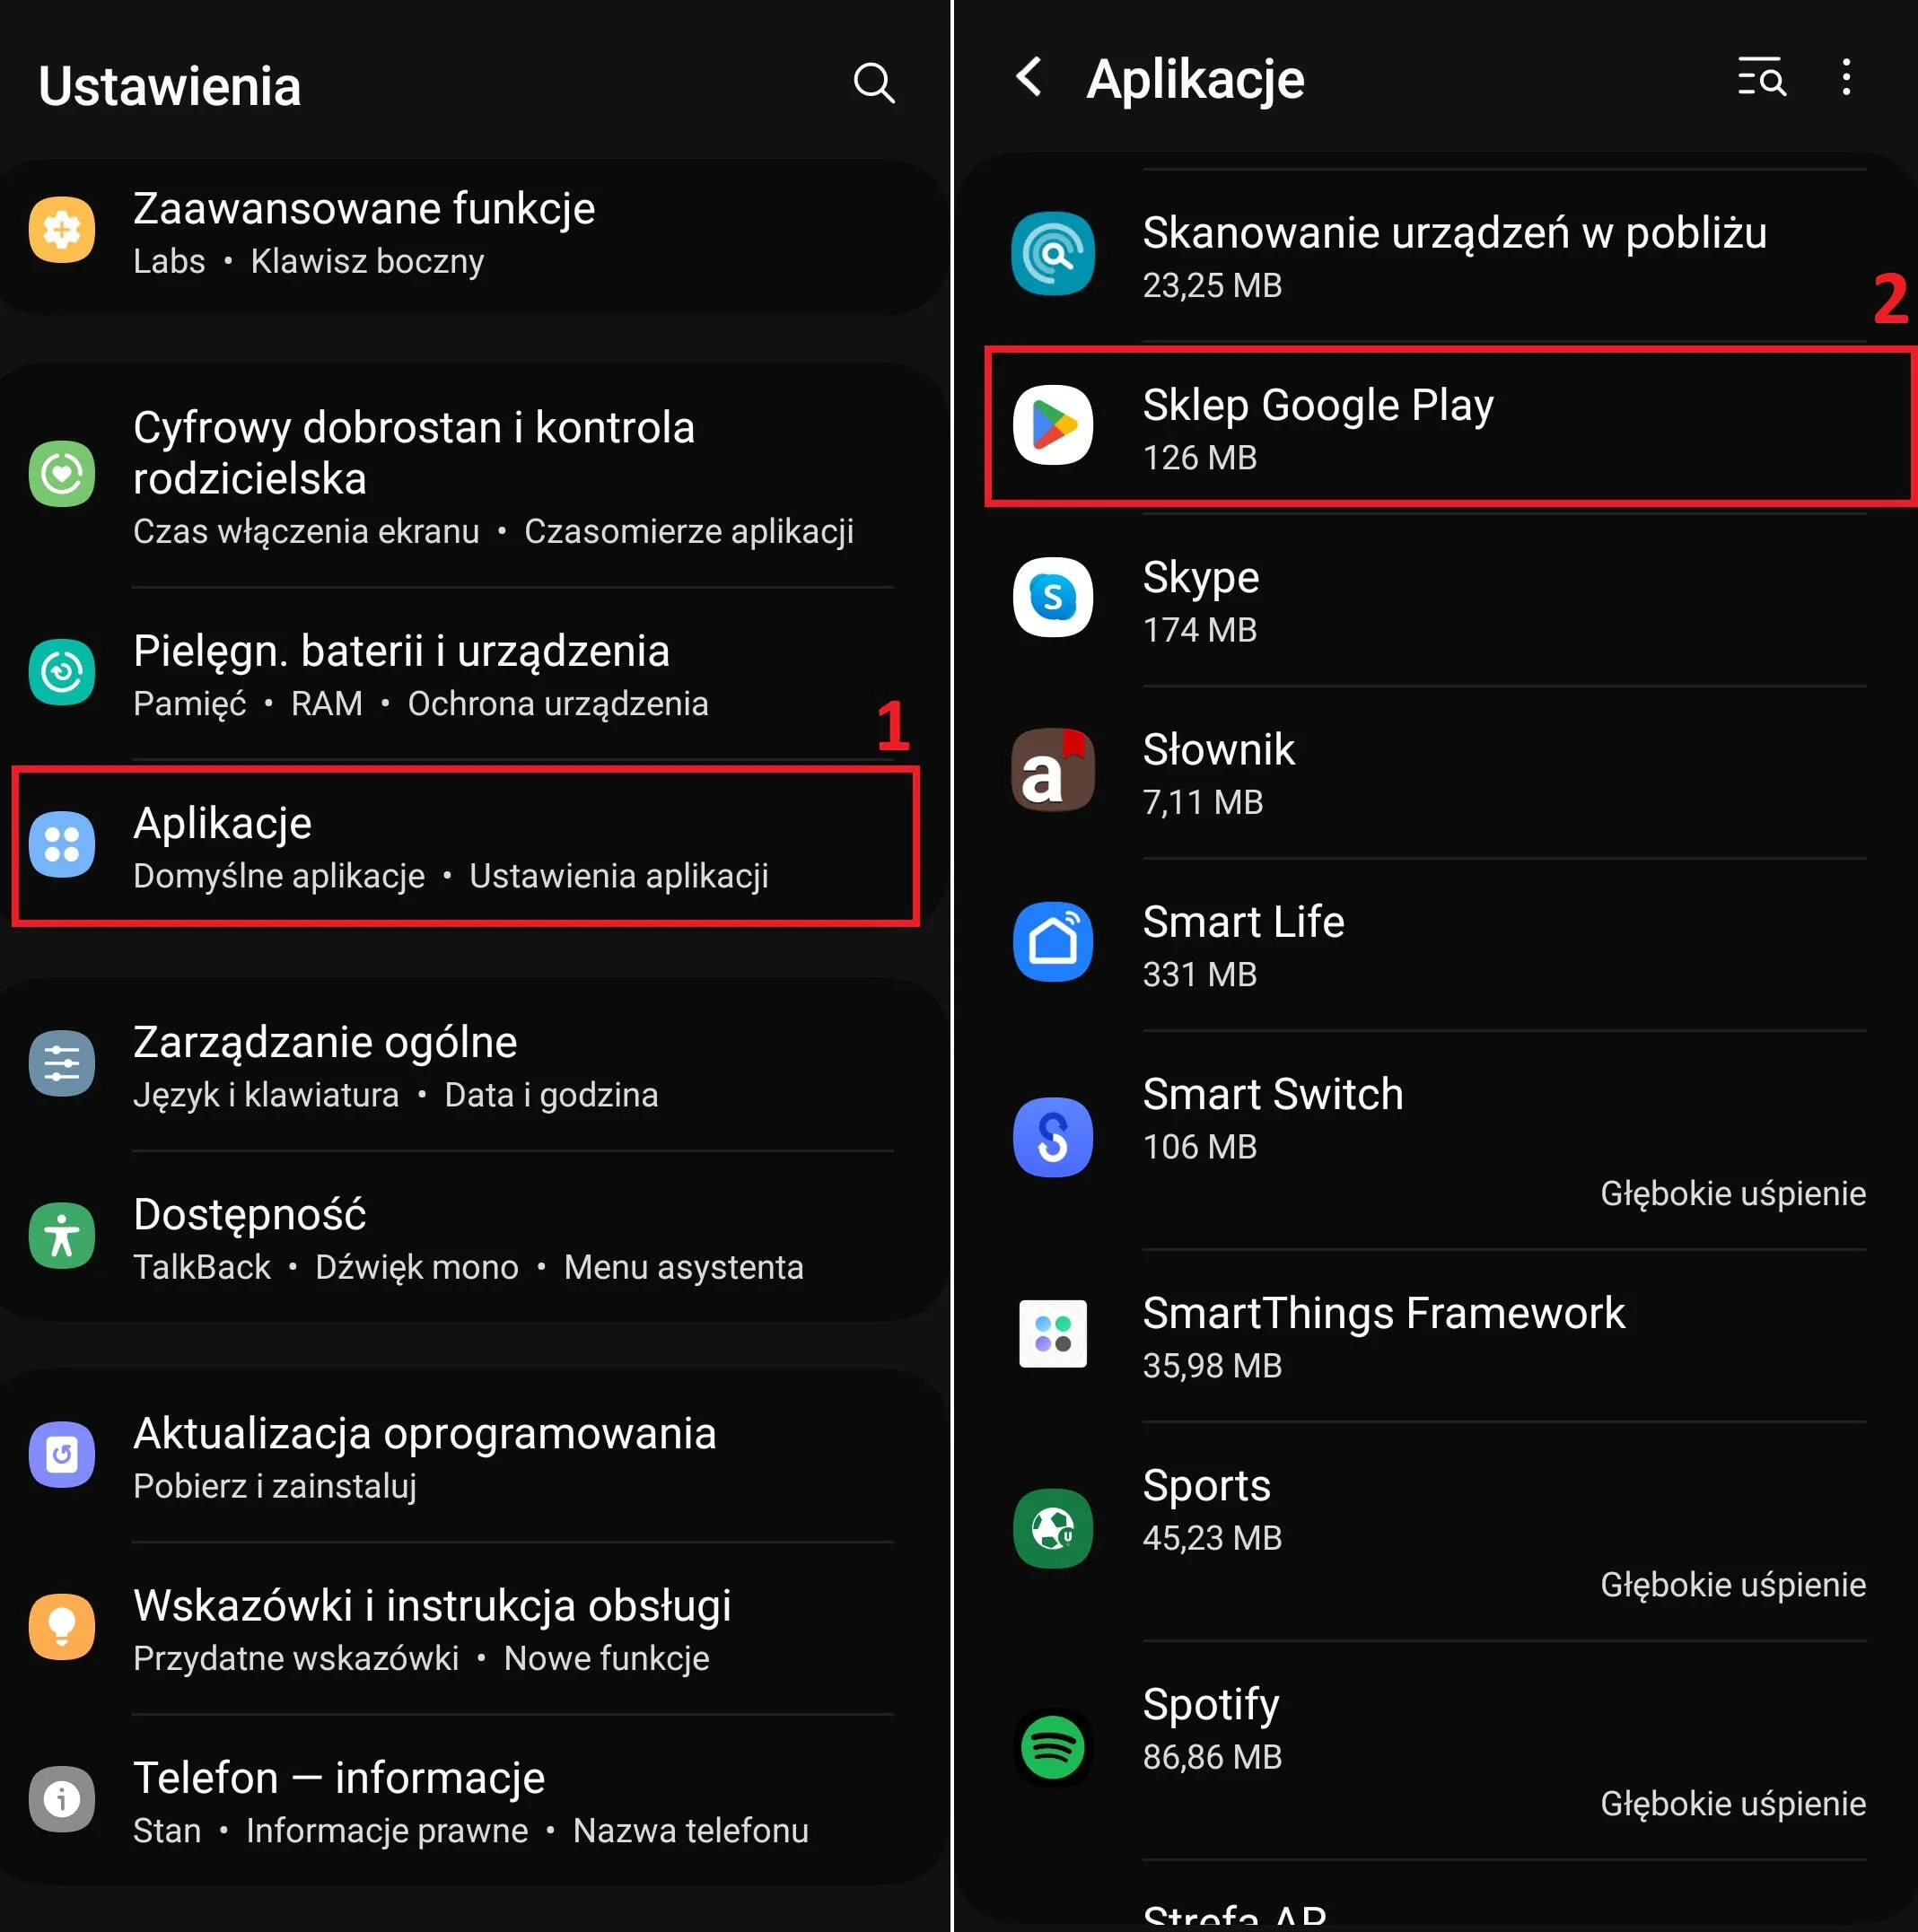 Ustawienia
Zaawansowane funkcje
Labs • Klawisz boczny
Cyfrowy dobrostan i kontrola
rodzicielska
Czas włączenia ekranu • Czasomierze aplikacji
Pielęgn. baterii i urządzenia
Pamięć • RAM • Ochrona urządzenia
1
Aplikacje
Domyślne aplikacje • Ustawienia aplikacji
Zarządzanie ogólne
Język i klawiatura • Data i godzina
Dostępność
TalkBack • Dźwięk mono • Menu asystenta
Aktualizacja oprogramowania
Pobierz i zainstaluj
Wskazówki i instrukcja obsługi
Przydatne wskazówki • Nowe funkcje
Telefon — informacje
Stan • Informacje prawne • Nazwa telefonu
Aplikacje
Skanowanie urządzeń w pobliżu
23,25 MB
2
Sklep Google Play
126 MB
Skype
174 MB
Słownik
7,11 MB
Smart Life
331 MB
Smart Switch
106 MB
Głębokie uśpienie
SmartThings Framework
35,98 MB
Sports
45,23 MB
Głębokie uśpienie
Spotify
86,86 MB
Głębokie uśpienie
Strefa AR